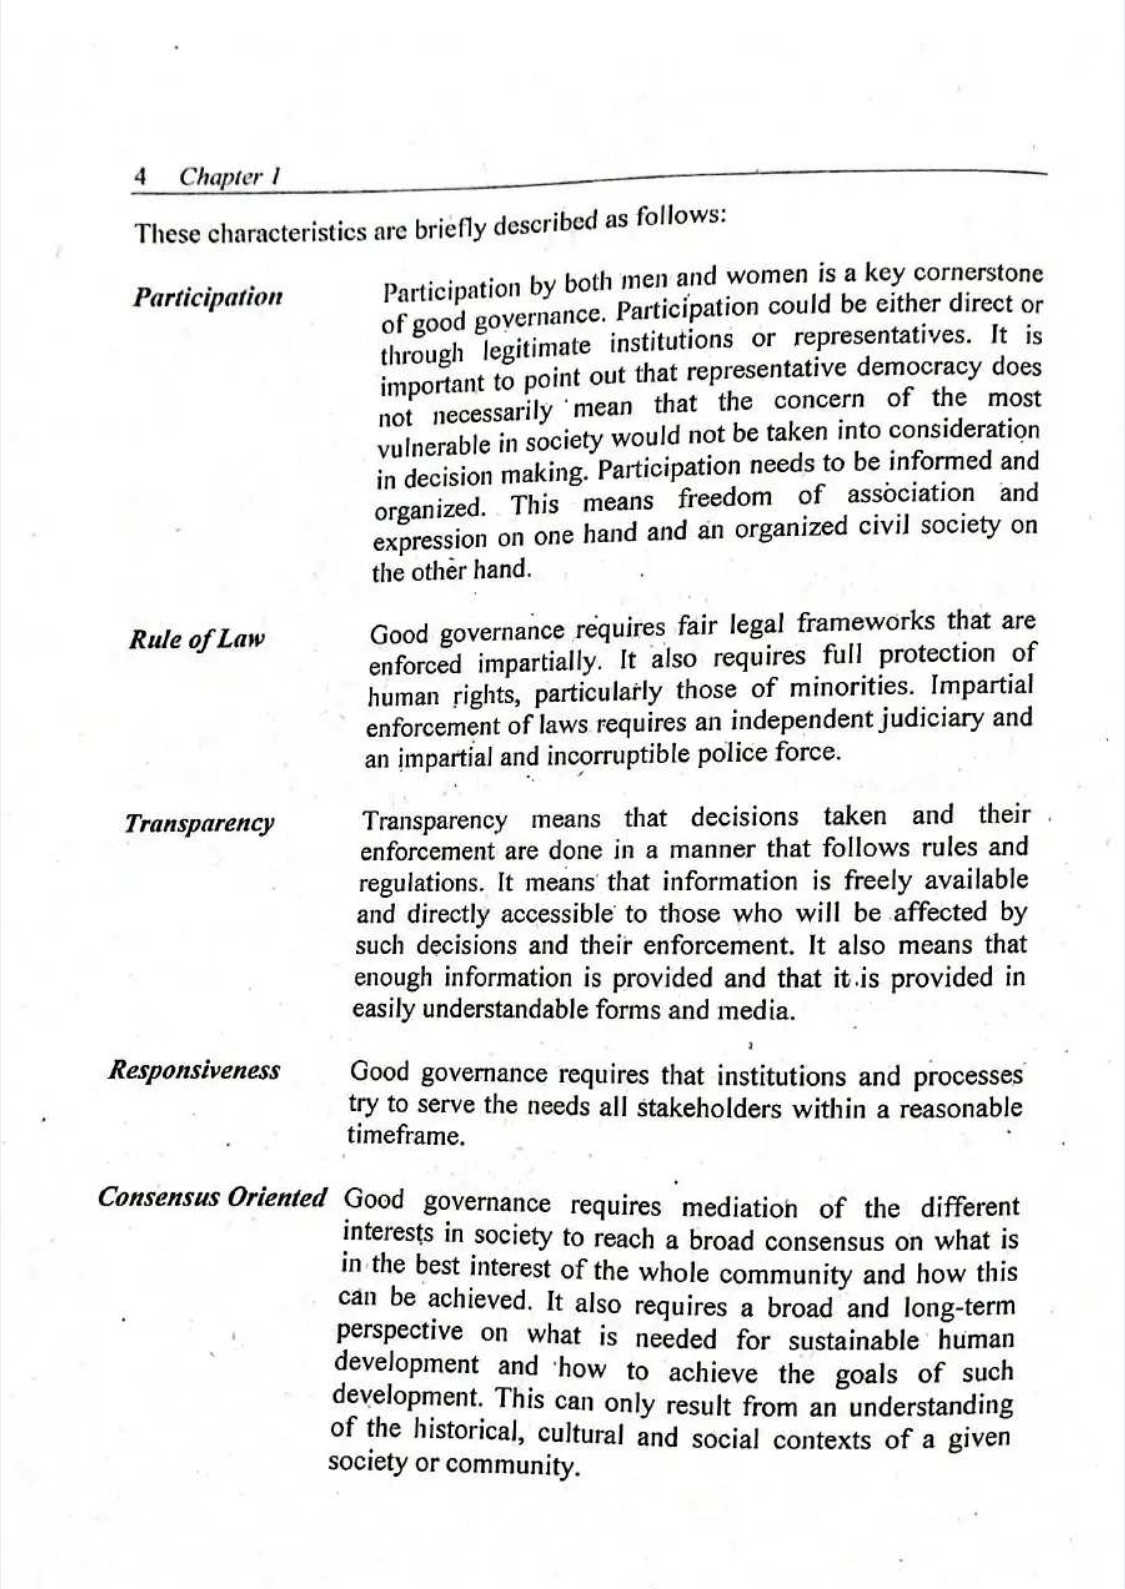 4 Chapter 1
These characteristics are briefly described as follows:
Participation
Participation by both men and women is a key cornerstone
of good governance. Participation could be either direct or
through legitimate institutions or representatives. It is
important to point out that representative democracy does
not necessarily mean that the concern of the most
vulnerable in society would not be taken into consideration
in decision making. Participation needs to be informed and
organized. This means freedom of association and
expression on one hand and an organized civil society on
the other hand.
Rule of Law
Good governance requires fair legal frameworks that are
enforced impartially. It also requires full protection of
human rights, particularly those of minorities. Impartial
enforcement of laws requires an independent judiciary and
an impartial and incorruptible police force.
Transparency
Transparency means that decisions taken and their
enforcement are done in a manner that follows rules and
regulations. It means that information is freely available
and directly accessible to those who will be affected by
such decisions and their enforcement. It also means that
enough information is provided and that it is provided in
easily understandable forms and media.
Responsiveness
Good governance requires that institutions and processes
try to serve the needs all stakeholders within a reasonable
timeframe.
Consensus Oriented
Good governance requires mediation of the different
interests in society to reach a broad consensus on what is
in the best interest of the whole community and how this
can be achieved. It also requires a broad and long-term
perspective on what is needed for sustainable human
development and how to achieve the goals of such
development. This can only result from an understanding
of the historical, cultural and social contexts of a given
society or community.